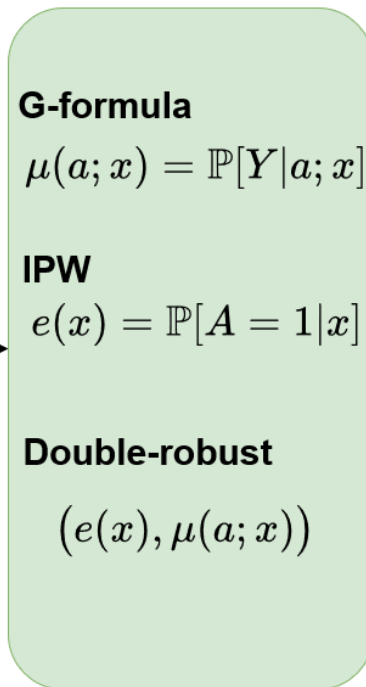 G-formula
μ(a; x) = ℙ[Y|a; x]
IPW
e(x) = ℙ[A = 1|x]
Double-robust
(e(x), μ(a; x))